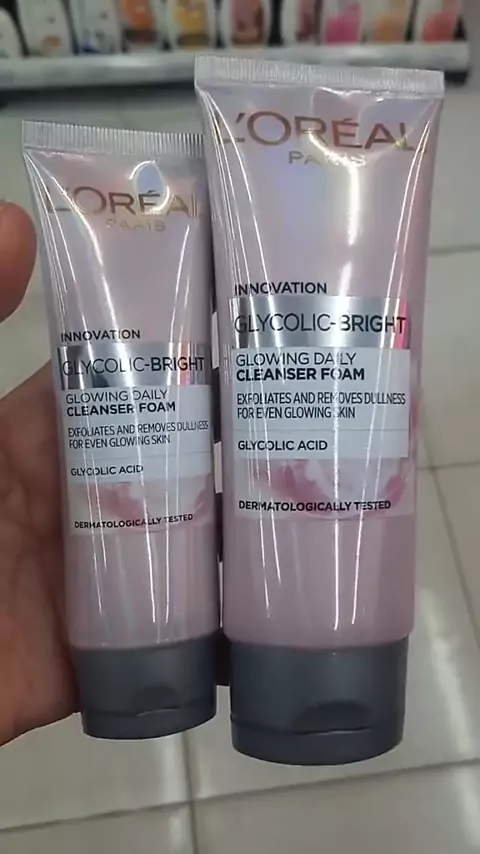 L'ORÉAL
PARIS
INNOVATION
GLYCOLIC-BRIGHT
GLOWING DAILY
CLEANSER FOAM
EXFOLIATES AND REMOVES DULLNESS
FOR EVEN GLOWING SKIN
GLYCOLIC ACID
DERMATOLOGICALLY TESTED
L'ORÉAL
PARIS
INNOVATION
GLYCOLIC-BRIGHT
GLOWING DAILY
CLEANSER FOAM
EXFOLIATES AND REMOVES DULLNESS
FOR EVEN GLOWING SKIN
GLYCOLIC ACID
DERMATOLOGICALLY TESTED